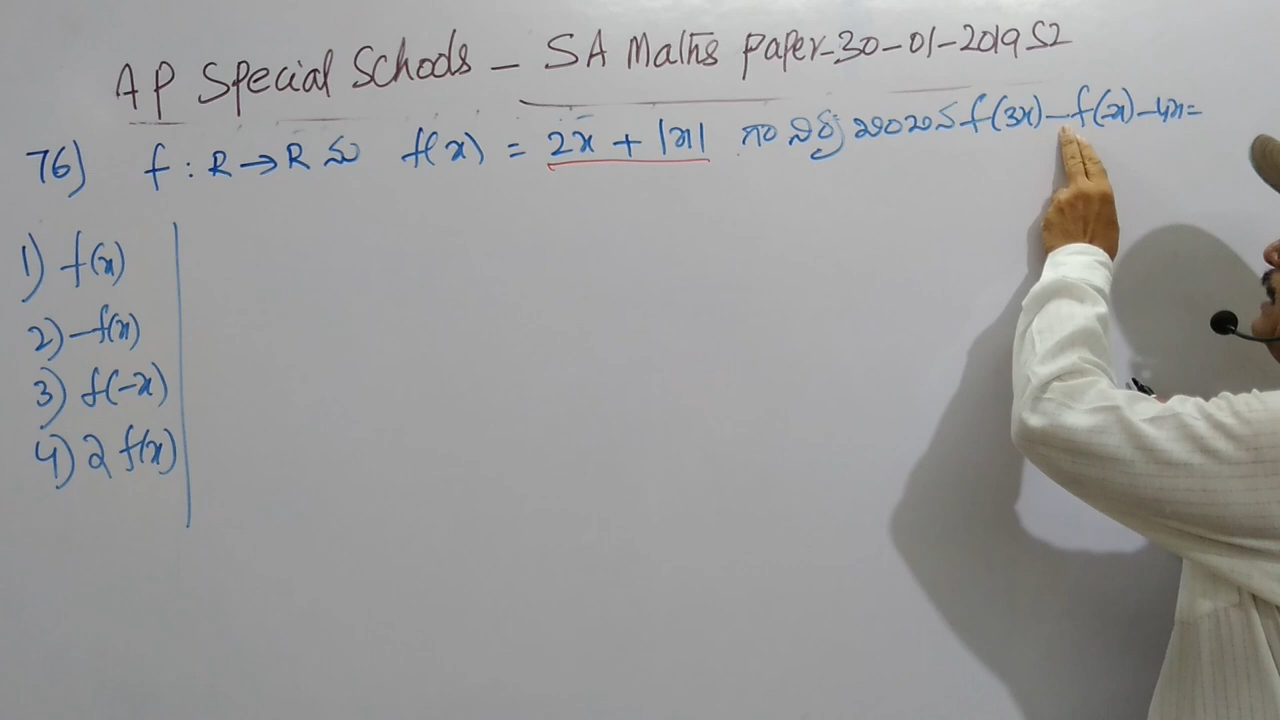 AP Special Schools - SA Maths paper-30-01-2019 S2
76) f : R → R ను f(x) = 2x + |x| గా నిర్వచించిన f(3x) - f(-x) - 4x =
1) f(x)
2) -f(x)
3) f(-x)
4) 2 f(x)